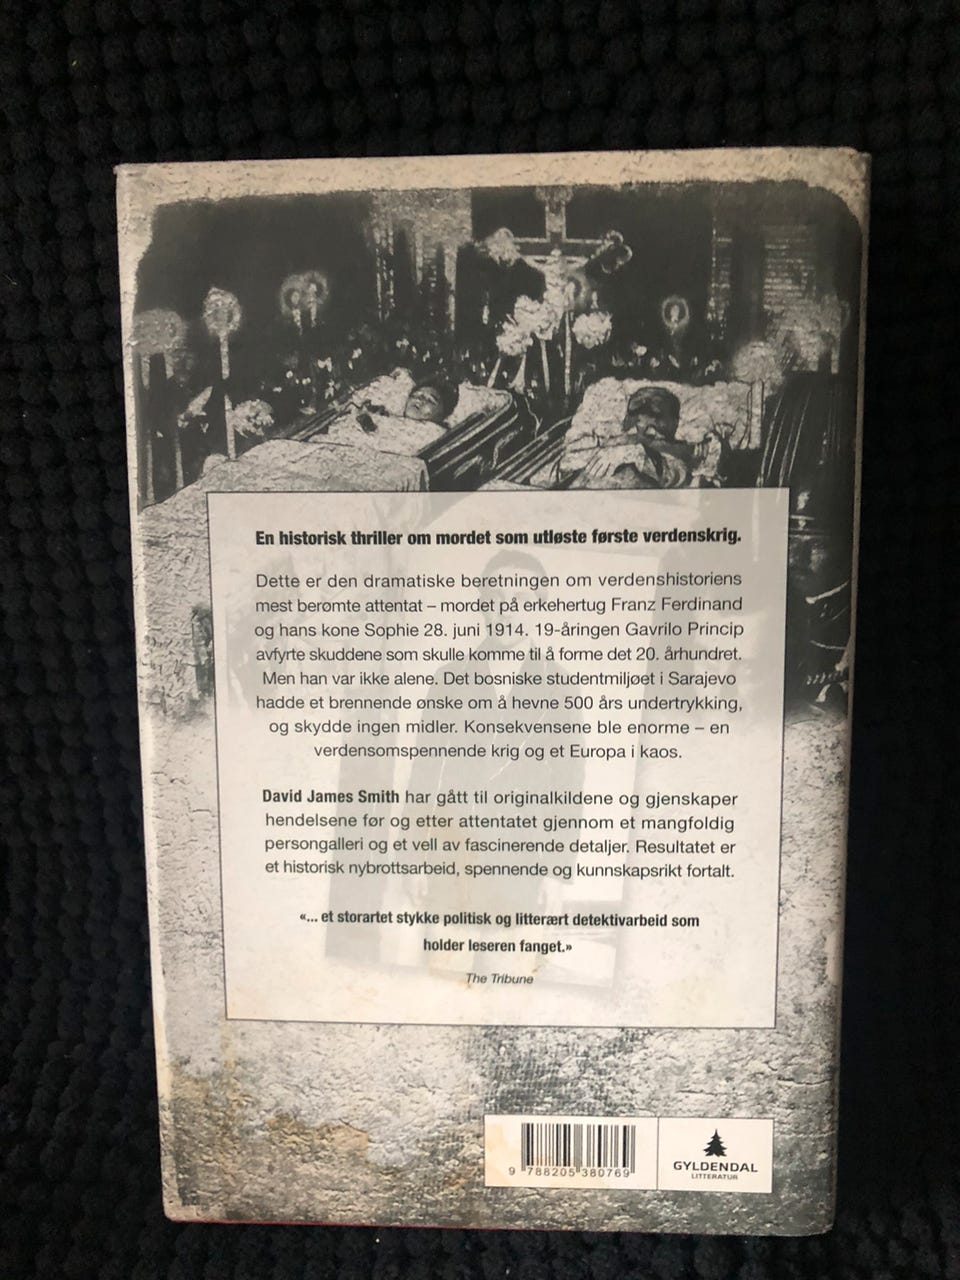 En historisk thriller om mordet som utløste første verdenskrig.
Dette er den dramatiske beretningen om verdenshistoriens
mest berømte attentat – mordet på erkehertug Franz Ferdinand
og hans kone Sophie 28. juni 1914. 19-åringen Gavrilo Princip
avfyrte skuddene som skulle komme til å forme det 20. århundret.
Men han var ikke alene. Det bosniske studentmiljøet i Sarajevo
hadde et brennende ønske om å hevne 500 års undertrykking,
og skydde ingen midler. Konsekvensene ble enorme – en
verdensomspennende krig og et Europa i kaos.
David James Smith har gått til originalkildene og gjenskaper
hendelsene før og etter attentatet gjennom et mangfoldig
persongalleri og et vell av fascinerende detaljer. Resultatet er
et historisk nybrottsarbeid, spennende og kunnskapsrikt fortalt.
«... et storartet stykke politisk og litterært detektivarbeid som
holder leseren fanget.»
The Tribune
9 788205 380769
GYLDENDAL
LITTERATUR